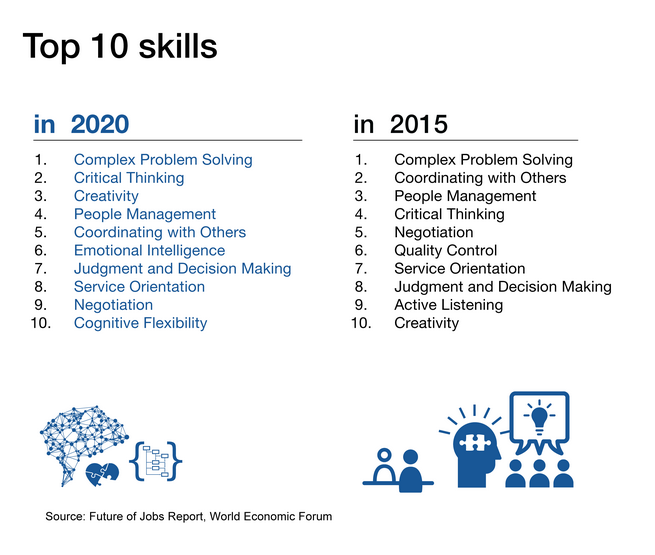 Top 10 skills
in 2020
1. Complex Problem Solving
2. Critical Thinking
3. Creativity
4. People Management
5. Coordinating with Others
6. Emotional Intelligence
7. Judgment and Decision Making
8. Service Orientation
9. Negotiation
10. Cognitive Flexibility
in 2015
1. Complex Problem Solving
2. Coordinating with Others
3. People Management
4. Critical Thinking
5. Negotiation
6. Quality Control
7. Service Orientation
8. Judgment and Decision Making
9. Active Listening
10. Creativity
Source: Future of Jobs Report, World Economic Forum